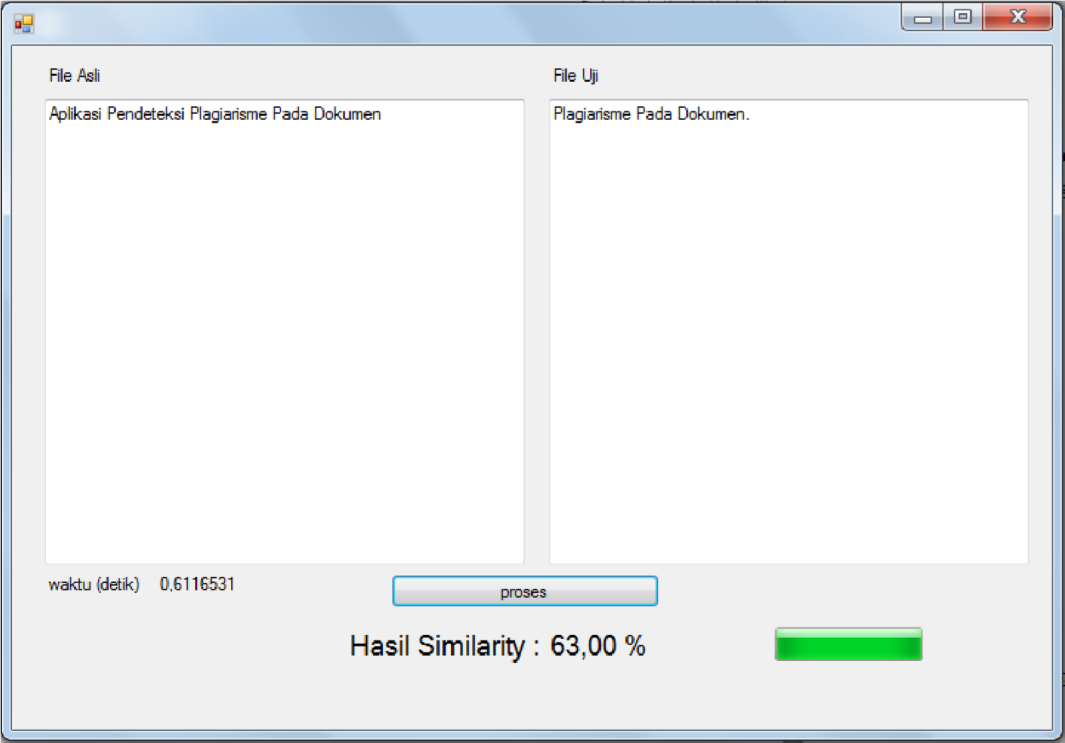 File Asli
File Uji
Aplikasi Pendeteksi Plagiarisme Pada Dokumen
Plagiarisme Pada Dokumen.
waktu (detik) 0,6116531
proses
Hasil Similarity : 63,00 %